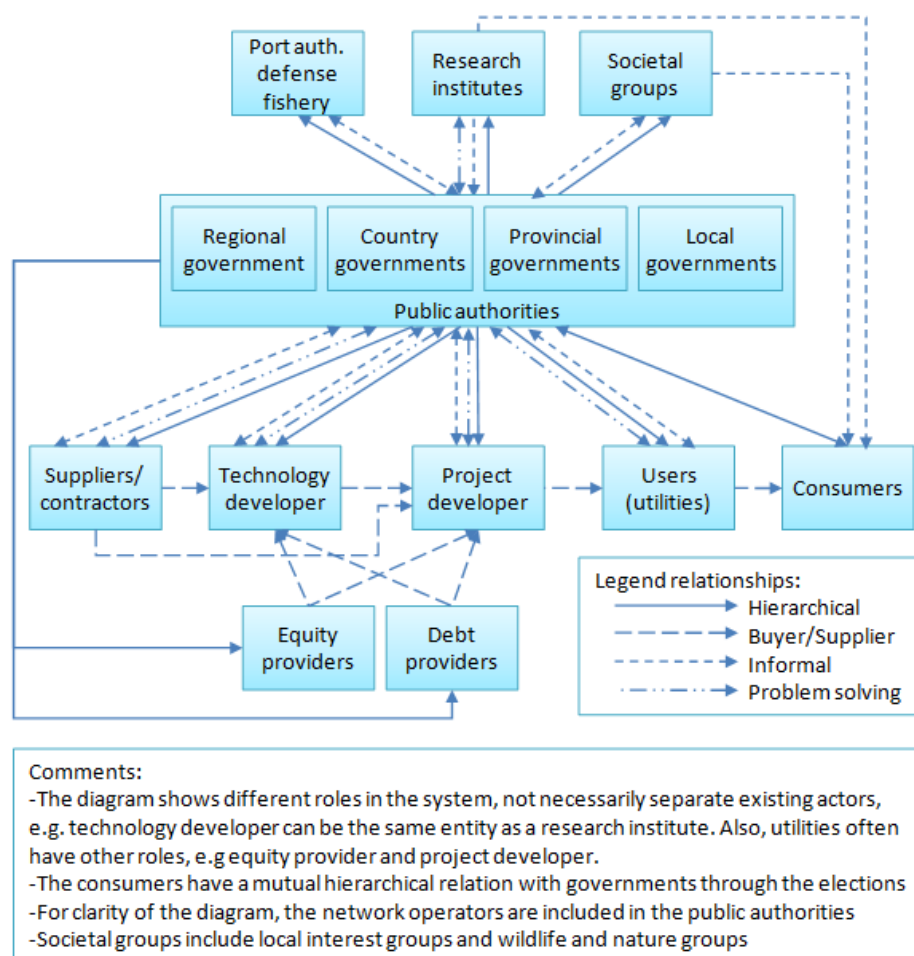 Port auth.
defense
fishery
Research
institutes
Societal
groups
Regional
government
Country
governments
Provincial
governments
Local
governments
Public authorities
Suppliers/
contractors
Technology
developer
Project
developer
Users
(utilities)
Consumers
Equity
providers
Debt
providers
Legend relationships:
Hierarchical
Buyer/Supplier
Informal
Problem solving
Comments:
-The diagram shows different roles in the system, not necessarily separate existing actors,
e.g. technology developer can be the same entity as a research institute. Also, utilities often
have other roles, e.g equity provider and project developer.
-The consumers have a mutual hierarchical relation with governments through the elections
-For clarity of the diagram, the network operators are included in the public authorities
-Societal groups include local interest groups and wildlife and nature groups